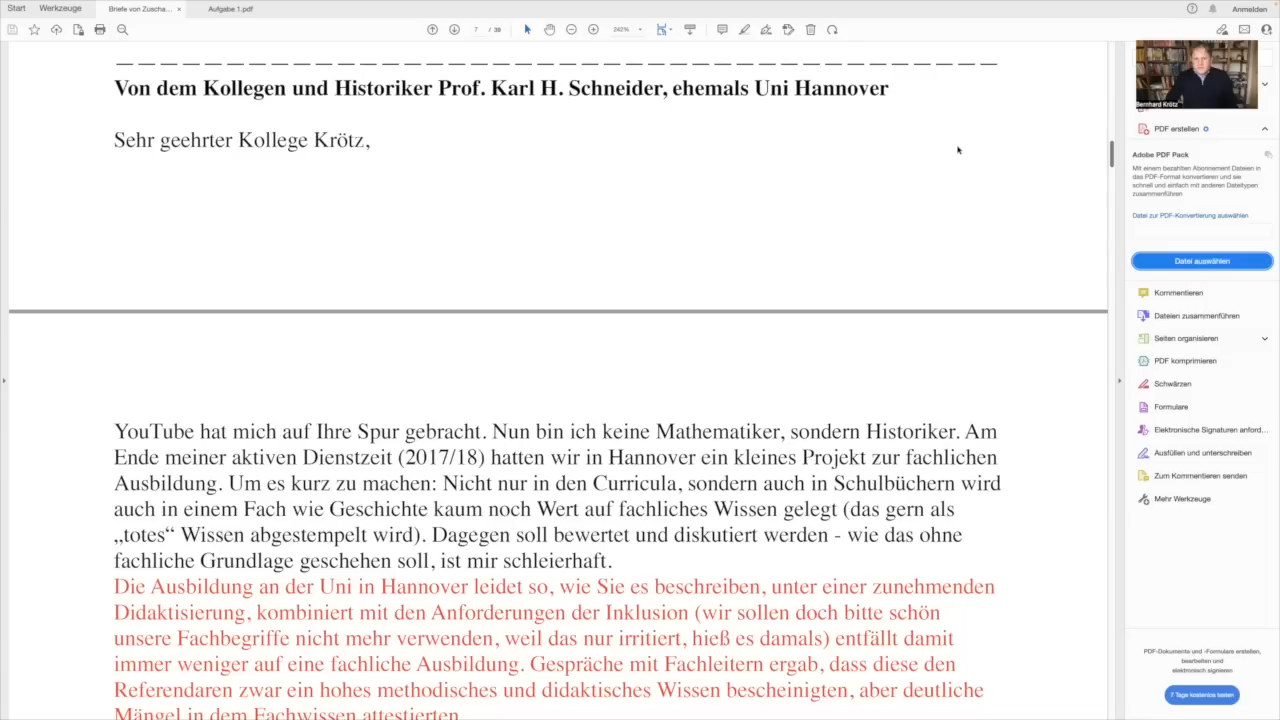 Start Werkzeuge Briefe von Zuscha... × Aufgabe 1.pdf Anmelden
7 / 39 242%
Von dem Kollegen und Historiker Prof. Karl H. Schneider, ehemals Uni Hannover
Sehr geehrter Kollege Krötz,
YouTube hat mich auf Ihre Spur gebracht. Nun bin ich keine Mathematiker, sondern Historiker. Am
Ende meiner aktiven Dienstzeit (2017/18) hatten wir in Hannover ein kleines Projekt zur fachlichen
Ausbildung. Um es kurz zu machen: Nicht nur in den Curricula, sondern auch in Schulbüchern wird
auch in einem Fach wie Geschichte kaum noch Wert auf fachliches Wissen gelegt (das gern als
„totes“ Wissen abgestempelt wird). Dagegen soll bewertet und diskutiert werden - wie das ohne
fachliche Grundlage geschehen soll, ist mir schleierhaft.
Die Ausbildung an der Uni in Hannover leidet so, wie Sie es beschreiben, unter einer zunehmenden
Didaktisierung, kombiniert mit den Anforderungen der Inklusion (wir sollen doch bitte schön
unsere Fachbegriffe nicht mehr verwenden, weil das nur irritiert, hieß es damals) entfällt damit
immer weniger auf eine fachliche Ausbildung. Gespräche mit Fachleitern ergab, dass diese den
Referendaren zwar ein hohes methodisches und didaktisches Wissen bescheinigten, aber deutliche
Mängel in dem Fachwissen attestierten
Bernhard Krötz
PDF erstellen
Adobe PDF Pack
Mit einem bezahlten Abonnement Dateien in
das PDF-Format konvertieren und sie
schnell und einfach mit anderen Dateitypen
zusammenführen
Datei zur PDF-Konvertierung auswählen
Datei auswählen
Kommentieren
Dateien zusammenführen
Seiten organisieren
PDF komprimieren
Schwärzen
Formulare
Elektronische Signaturen anford...
Ausfüllen und unterschreiben
Zum Kommentieren senden
Mehr Werkzeuge
PDF-Dokumente und -Formulare erstellen,
bearbeiten und
elektronisch signieren
7 Tage kostenlos testen